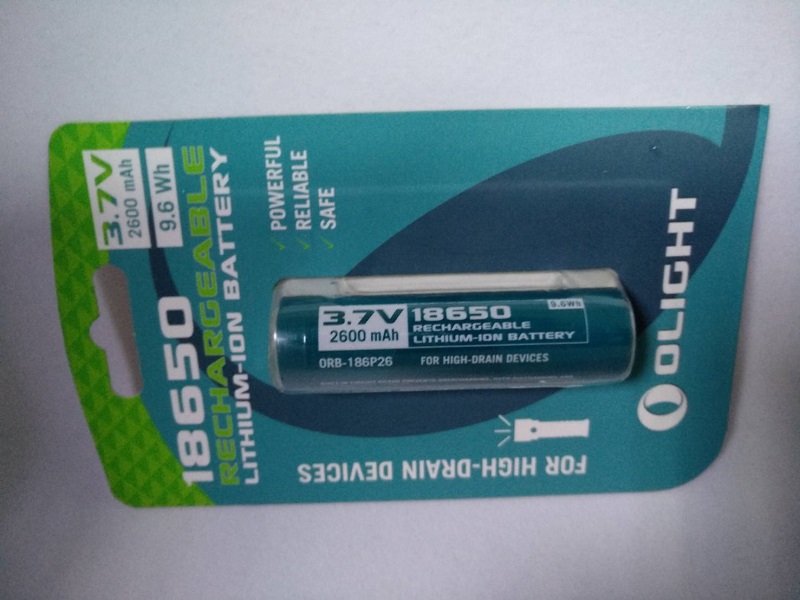 3.7V
2600 mAh
9.6 Wh
18650
RECHARGEABLE
LITHIUM-ION BATTERY
POWERFUL
RELIABLE
SAFE
3.7V
2600 mAh
18650
RECHARGEABLE
LITHIUM-ION BATTERY
9.6Wh
ORB-186P26
FOR HIGH-DRAIN DEVICES
OLIGHT
FOR HIGH-DRAIN DEVICES